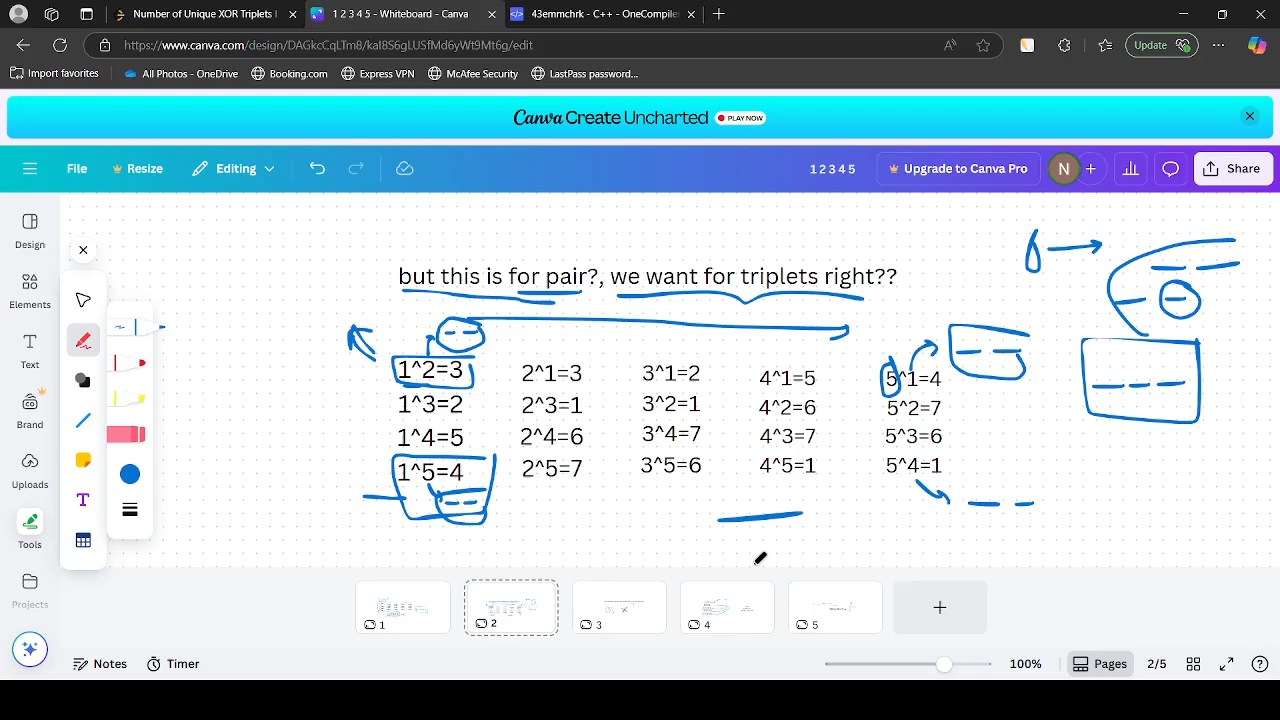 Number of Unique XOR Triplets I
1 2 3 4 5 - Whiteboard - Canva
43emmchrk - C++ - OneCompiler
https://www.canva.com/design/DAGkcCqLTm8/kaI8S6gLUSfMd6yWt9Mt6g/edit
Update
Import favorites
All Photos - OneDrive
Booking.com
Express VPN
McAfee Security
LastPass password...
Canva Create Uncharted PLAY NOW
File
Resize
Editing
1 2 3 4 5
Upgrade to Canva Pro
N
Share
Design
Elements
Text
Brand
Uploads
Tools
Projects
but this is for pair?, we want for triplets right??
1^2=3 2^1=3 3^1=2 4^1=5 5^1=4
1^3=2 2^3=1 3^2=1 4^2=6 5^2=7
1^4=5 2^4=6 3^4=7 4^3=7 5^3=6
1^5=4 2^5=7 3^5=6 4^5=1 5^4=1
1
2
3
4
5
Notes
Timer
100%
Pages
2/5